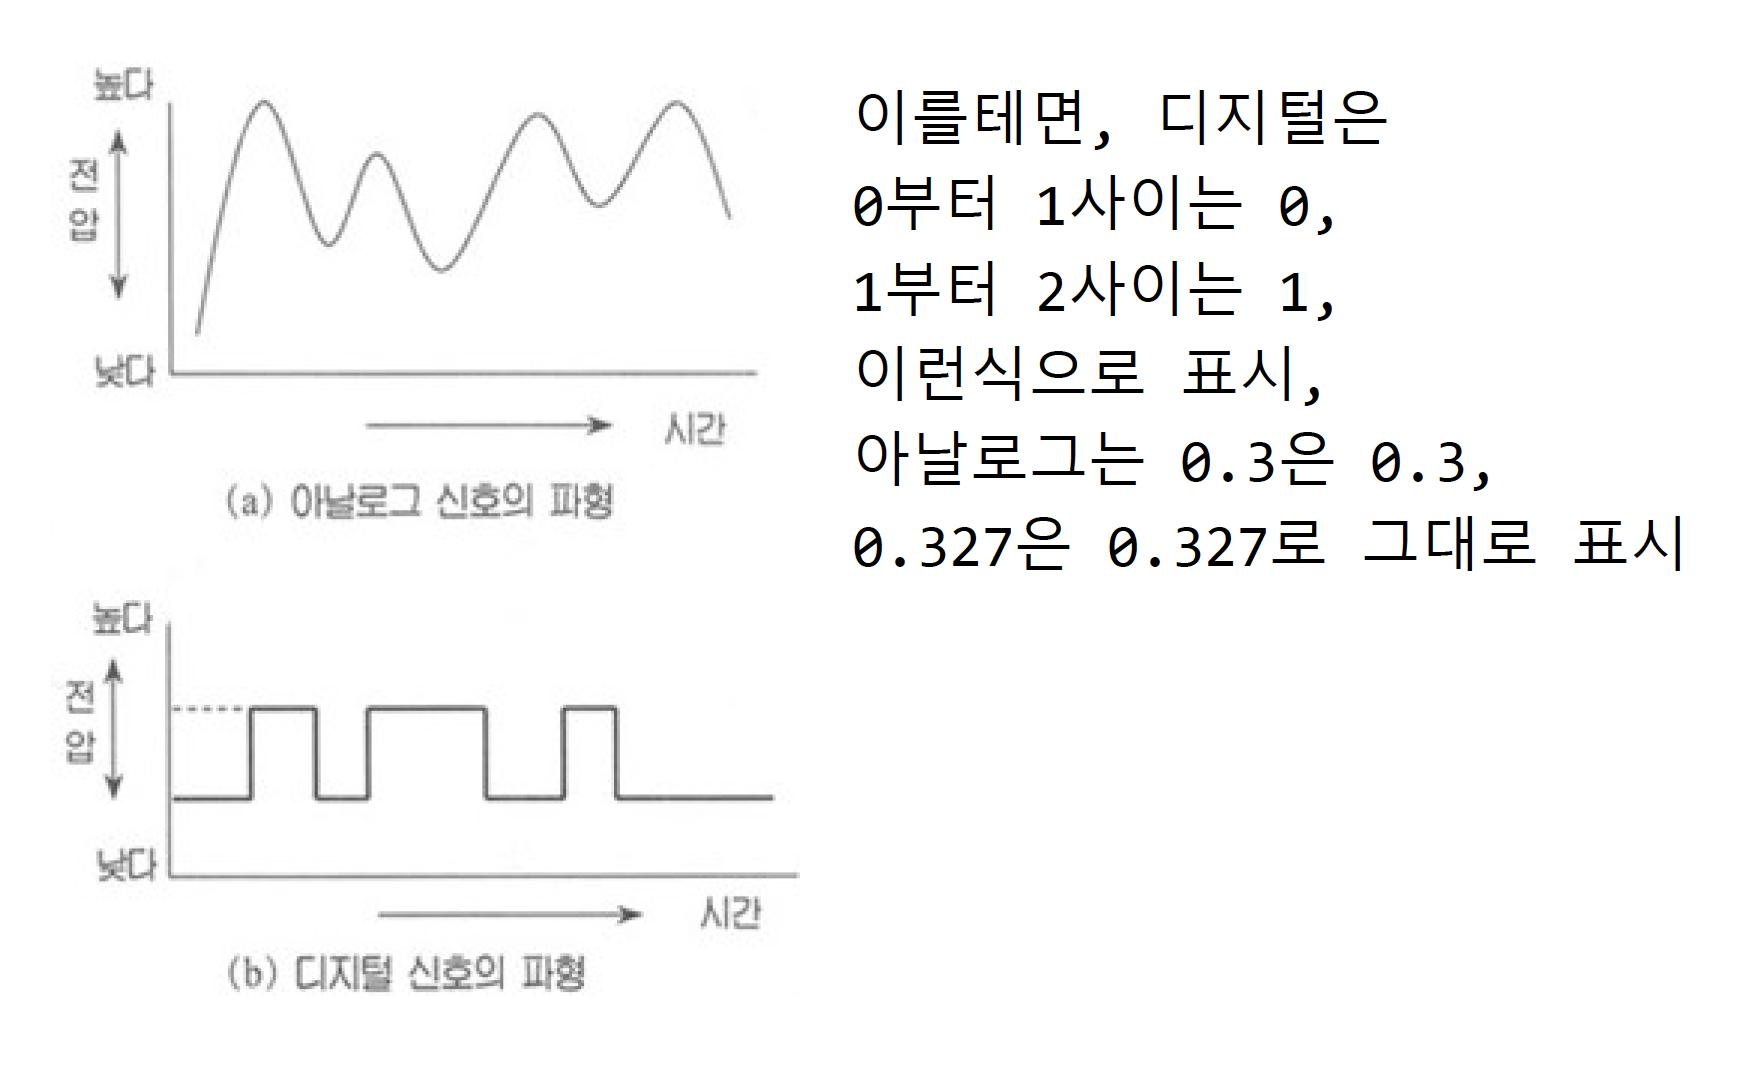 높다
전
압
낮다
시간
(a) 아날로그 신호의 파형
높다
전
압
낮다
시간
(b) 디지털 신호의 파형
이를테면, 디지털은
0부터 1사이는 0,
1부터 2사이는 1,
이런식으로 표시,
아날로그는 0.3은 0.3,
0.327은 0.327로 그대로 표시